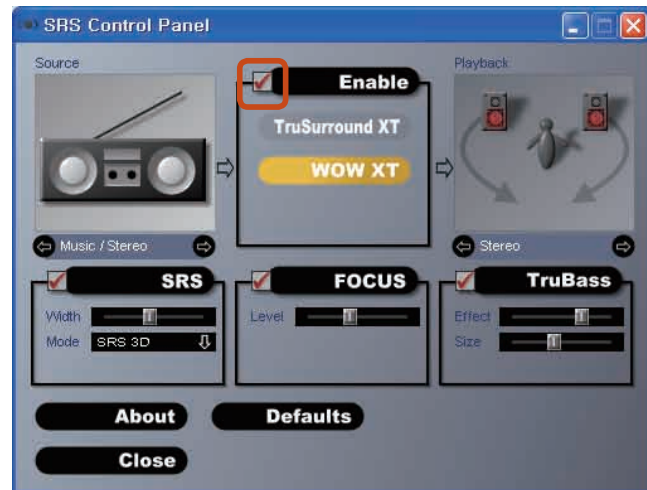 SRS Control Panel
Source
Enable
Playback
TruSurround XT
WOW XT
Music / Stereo
Stereo
SRS
FOCUS
TruBass
Width
Level
Effect
Mode
SRS 3D
Size
About
Defaults
Close